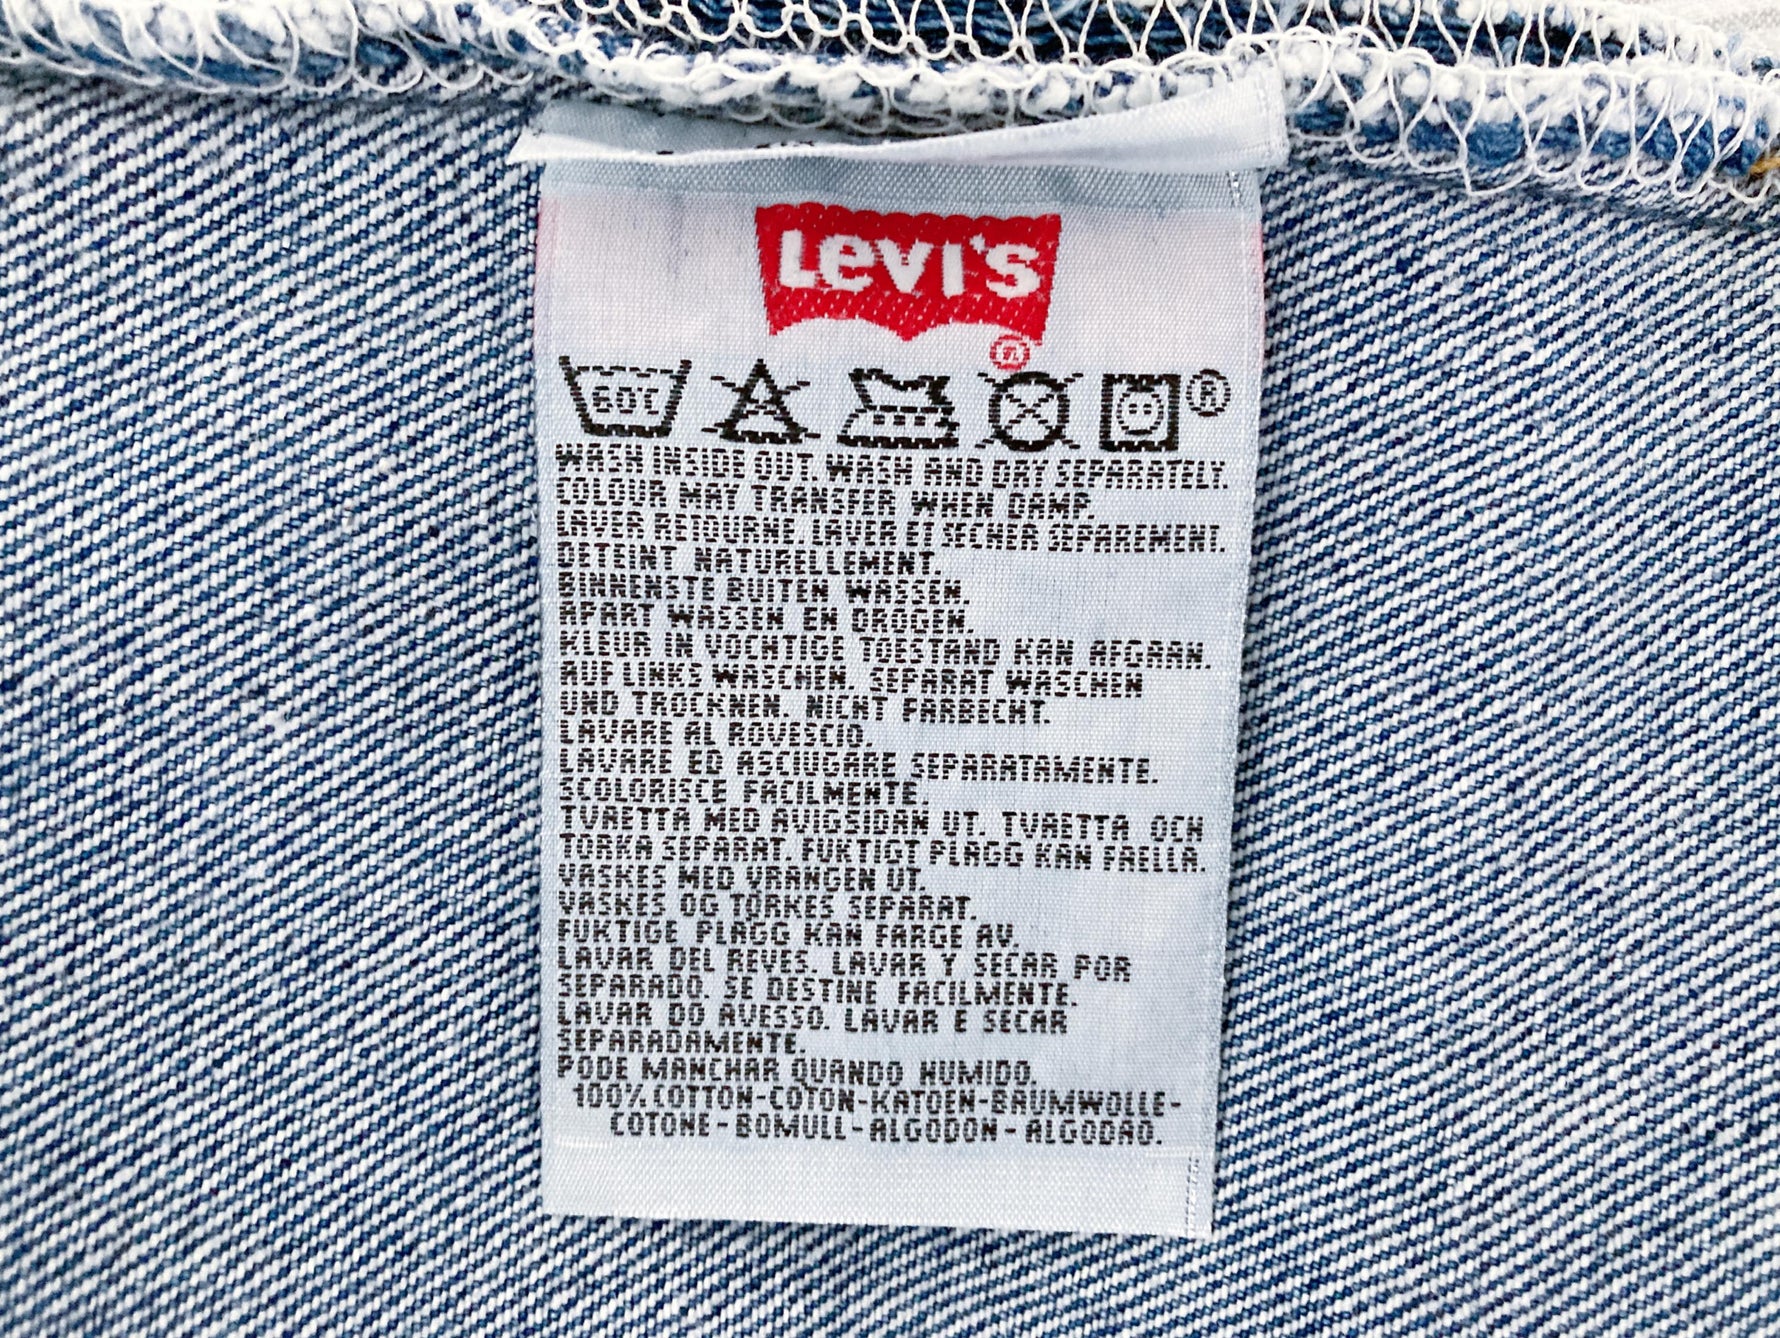 Levi's
®
60°C ®
WASH INSIDE OUT. WASH AND DRY SEPARATELY.
COLOUR MAY TRANSFER WHEN DAMP.
LAVER RETOURNE. LAVER ET SECHER SEPAREMENT.
DETEINT NATURELLEMENT.
BINNENSTE BUITEN WASSEN.
APART WASSEN EN DROGEN.
KLEUR IN VOCHTIGE TOESTAND KAN AFGAAN.
AUF LINKS WASCHEN. SEPARAT WASCHEN
UND TROCKNEN. NICHT FARBECHT.
LAVARE AL ROVESCIO.
LAVARE ED ASCIUGARE SEPARATAMENTE.
SCOLORISCE FACILMENTE.
TVAETTA MED AVIGSIDAN UT. TVAETTA OCH
TORKA SEPARAT. FUKTIGT PLAGG KAN FAELLA.
VASKES MED VRANGEN UT.
VASKES OG TORKES SEPARAT.
FUKTIGE PLAGG KAN FARGE AV.
LAVAR DEL REVES. LAVAR Y SECAR POR
SEPARADO. SE DESTINE FACILMENTE.
LAVAR DO AVESSO. LAVAR E SECAR
SEPARADAMENTE.
PODE MANCHAR QUANDO HUMIDO.
100% COTTON-COTON-KATOEN-BAUMWOLLE-
COTONE-BOMULL-ALGODON-ALGODAO.